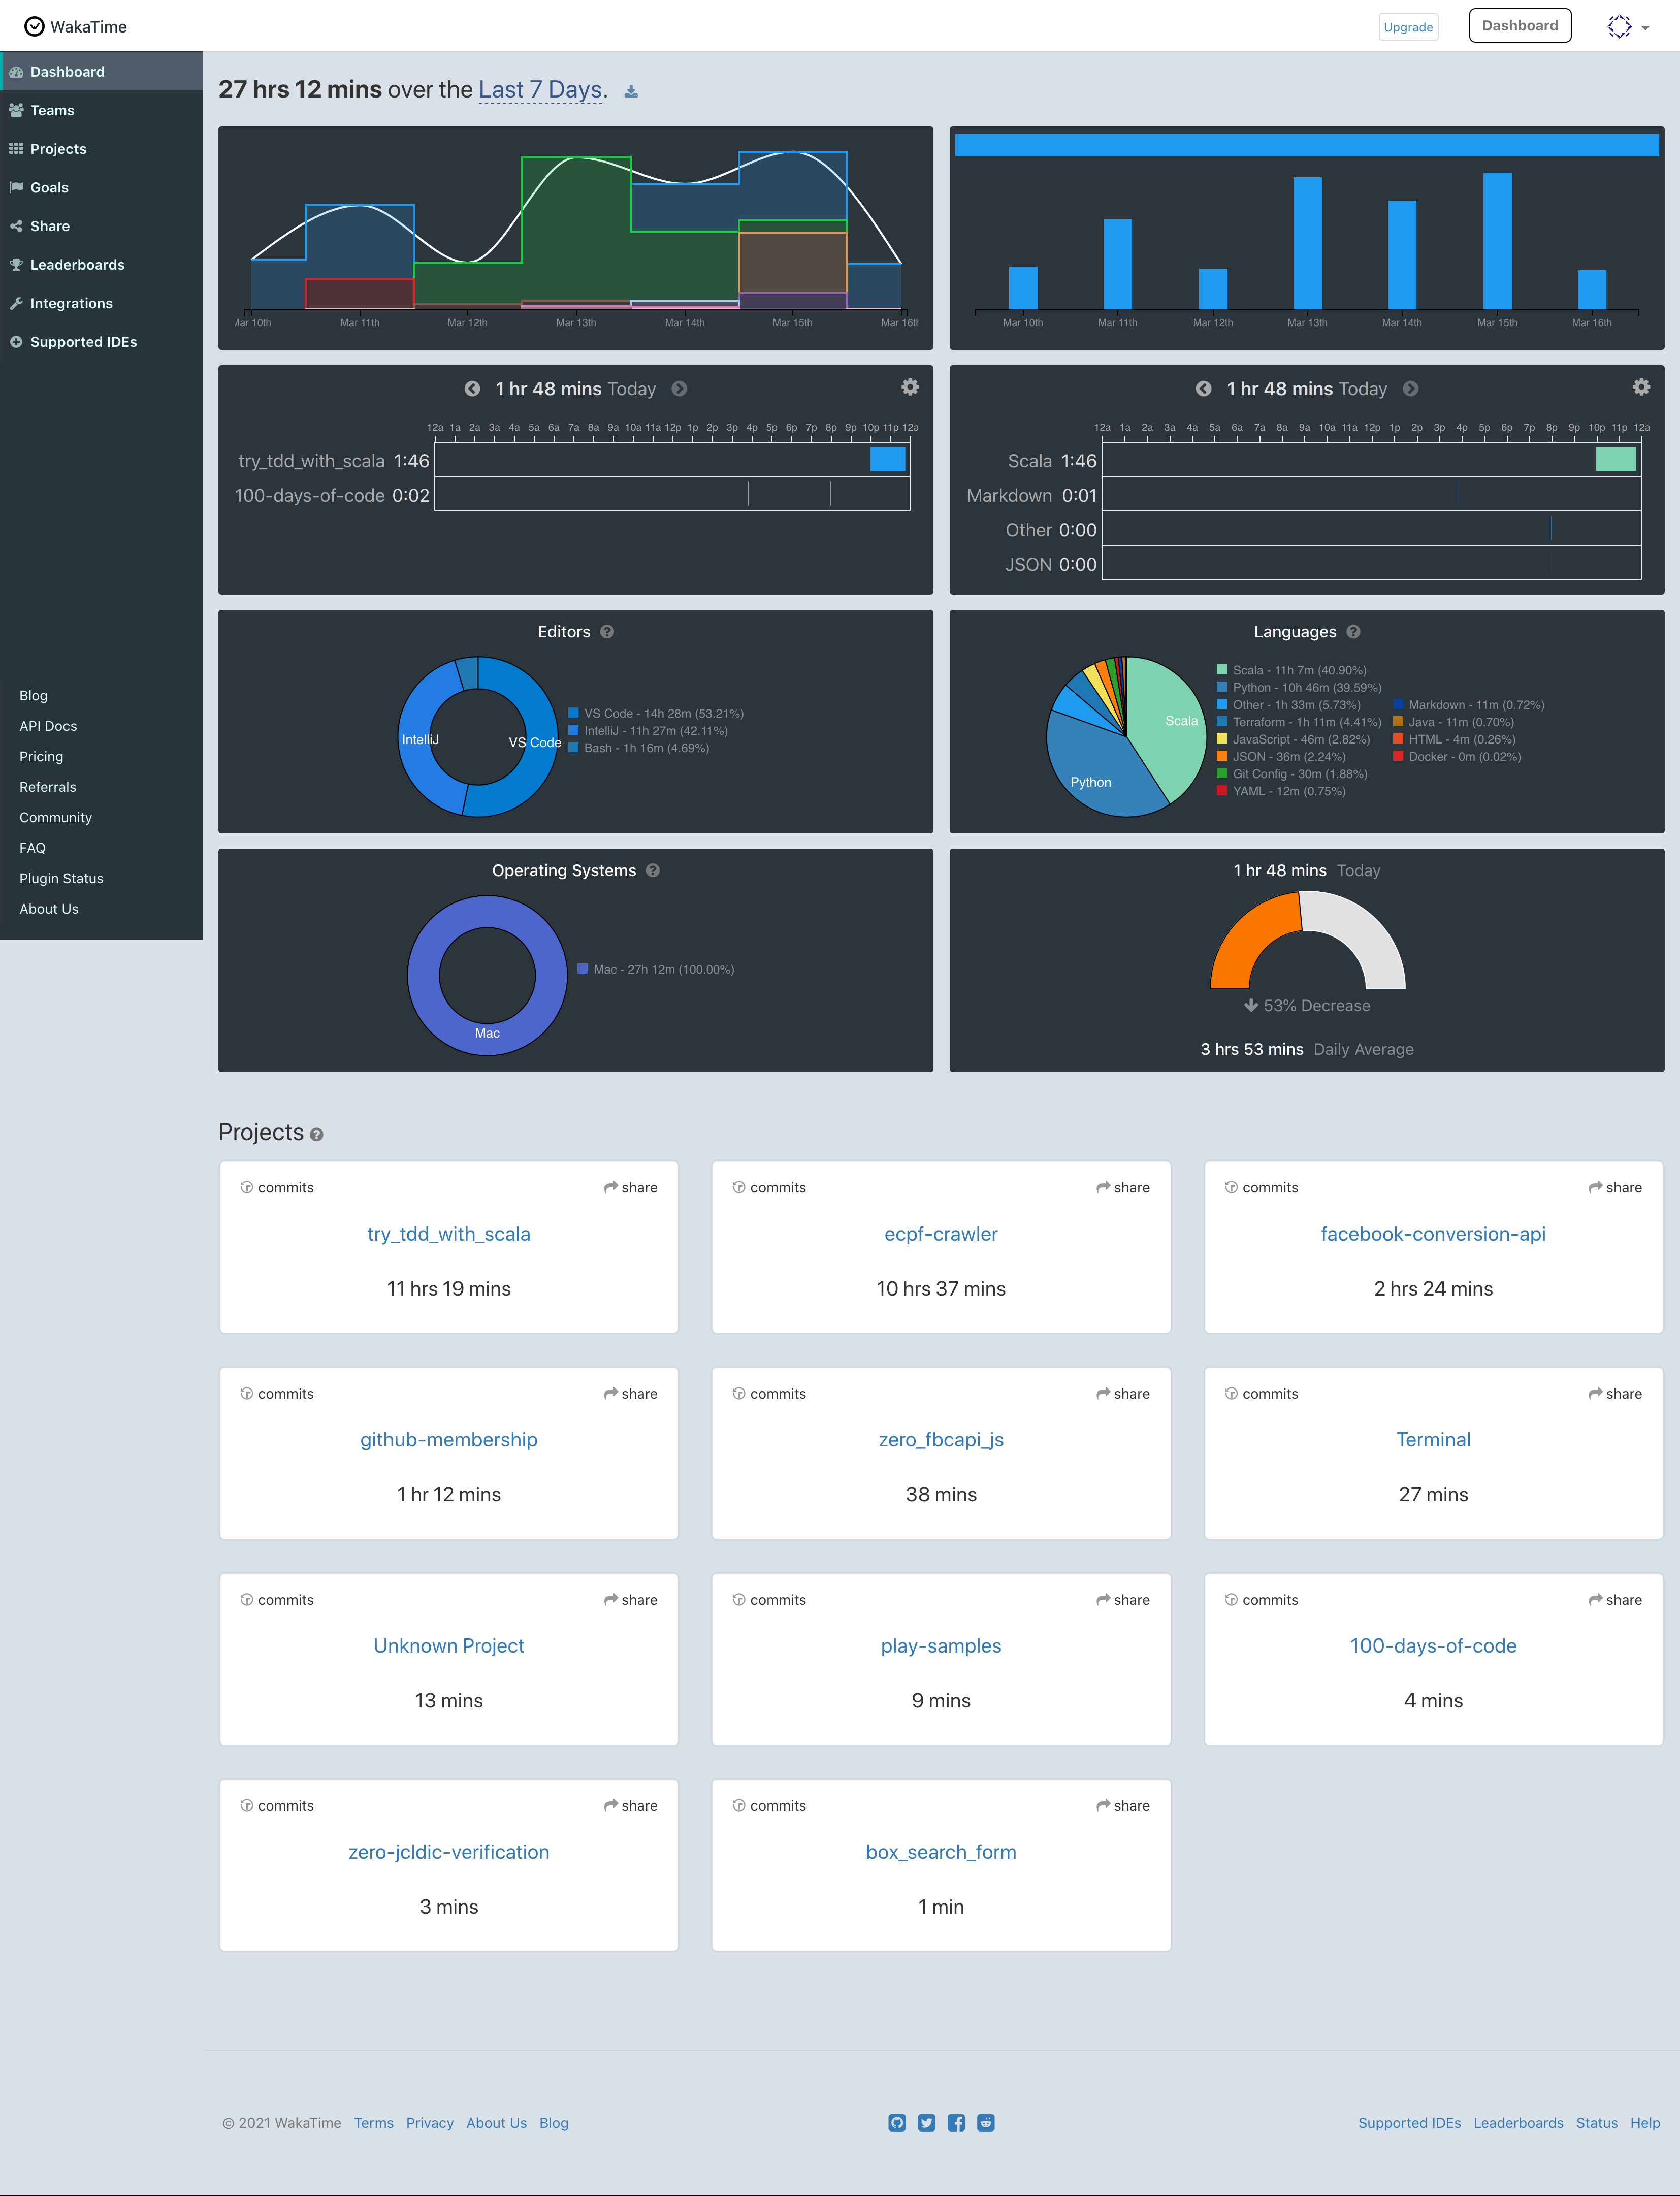 WakaTime
Upgrade
Dashboard
Dashboard
Teams
Projects
Goals
Share
Leaderboards
Integrations
Supported IDEs
Blog
API Docs
Pricing
Referrals
Community
FAQ
Plugin Status
About Us
27 hrs 12 mins over the Last 7 Days.
Mar 10th Mar 11th Mar 12th Mar 13th Mar 14th Mar 15th Mar 16th
Mar 10th Mar 11th Mar 12th Mar 13th Mar 14th Mar 15th Mar 16th
1 hr 48 mins Today
12a 1a 2a 3a 4a 5a 6a 7a 8a 9a 10a 11a 12p 1p 2p 3p 4p 5p 6p 7p 8p 9p 10p 11p 12a
try_tdd_with_scala 1:46
100-days-of-code 0:02
1 hr 48 mins Today
12a 1a 2a 3a 4a 5a 6a 7a 8a 9a 10a 11a 12p 1p 2p 3p 4p 5p 6p 7p 8p 9p 10p 11p 12a
Scala 1:46
Markdown 0:01
Other 0:00
JSON 0:00
Editors
IntelliJ
VS Code
VS Code - 14h 28m (53.21%)
IntelliJ - 11h 27m (42.11%)
Bash - 1h 16m (4.69%)
Languages
Scala
Python
Scala - 11h 7m (40.90%)
Python - 10h 46m (39.59%)
Other - 1h 33m (5.73%)
Terraform - 1h 11m (4.41%)
JavaScript - 46m (2.82%)
JSON - 36m (2.24%)
Git Config - 30m (1.88%)
YAML - 12m (0.75%)
Markdown - 11m (0.72%)
Java - 11m (0.70%)
HTML - 4m (0.26%)
Docker - 0m (0.02%)
Operating Systems
Mac
Mac - 27h 12m (100.00%)
1 hr 48 mins Today
53% Decrease
3 hrs 53 mins Daily Average
Projects
commits share
try_tdd_with_scala
11 hrs 19 mins
commits share
ecpf-crawler
10 hrs 37 mins
commits share
facebook-conversion-api
2 hrs 24 mins
commits share
github-membership
1 hr 12 mins
commits share
zero_fbcapi_js
38 mins
commits share
Terminal
27 mins
commits share
Unknown Project
13 mins
commits share
play-samples
9 mins
commits share
100-days-of-code
4 mins
commits share
zero-jcldic-verification
3 mins
commits share
box_search_form
1 min
© 2021 WakaTime Terms Privacy About Us Blog
Supported IDEs Leaderboards Status Help